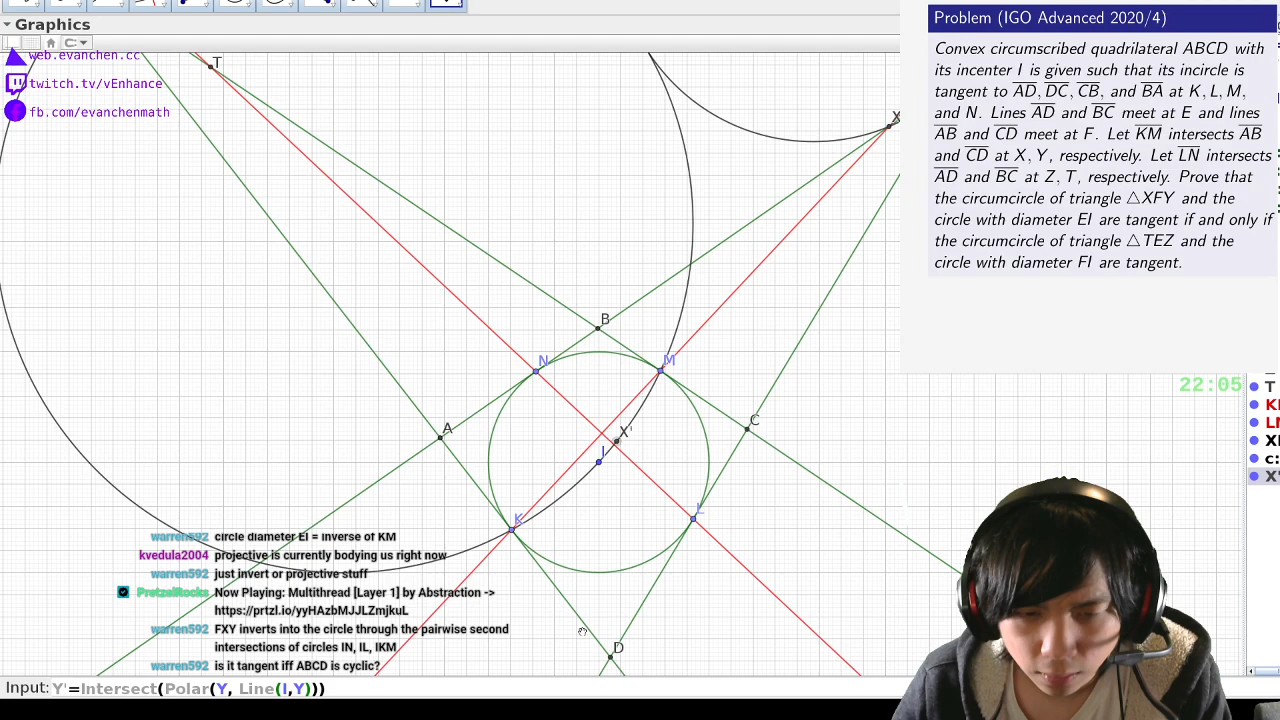 Graphics
C:
web.evanchen.cc
twitch.tv/vEnhance
fb.com/evanchenmath
T
X
B
N
M
A
C
X'
I
K
L
D
Problem (IGO Advanced 2020/4)
Convex circumscribed quadrilateral ABCD with
its incenter I is given such that its incircle is
tangent to AD, DC, CB, and BA at K, L, M,
and N. Lines AD and BC meet at E and lines
AB and CD meet at F. Let KM intersects AB
and CD at X, Y, respectively. Let LN intersects
AD and BC at Z, T, respectively. Prove that
the circumcircle of triangle △XFY and the
circle with diameter EI are tangent if and only if
the circumcircle of triangle △TEZ and the
circle with diameter FI are tangent.
22:05
T
c:
warren592 circle diameter EI = inverse of KM
kvedula2004 projective is currently bodying us right now
warren592 just invert or projective stuff
PretzelRocks Now Playing: Multithread [Layer 1] by Abstraction ->
https://prtzl.io/yyHAzbMJJLZmjkuL
warren592 FXY inverts into the circle through the pairwise second
intersections of circles IN, IL, IKM
warren592 is it tangent iff ABCD is cyclic?
Input: Y'=Intersect(Polar(Y, Line(I,Y)))